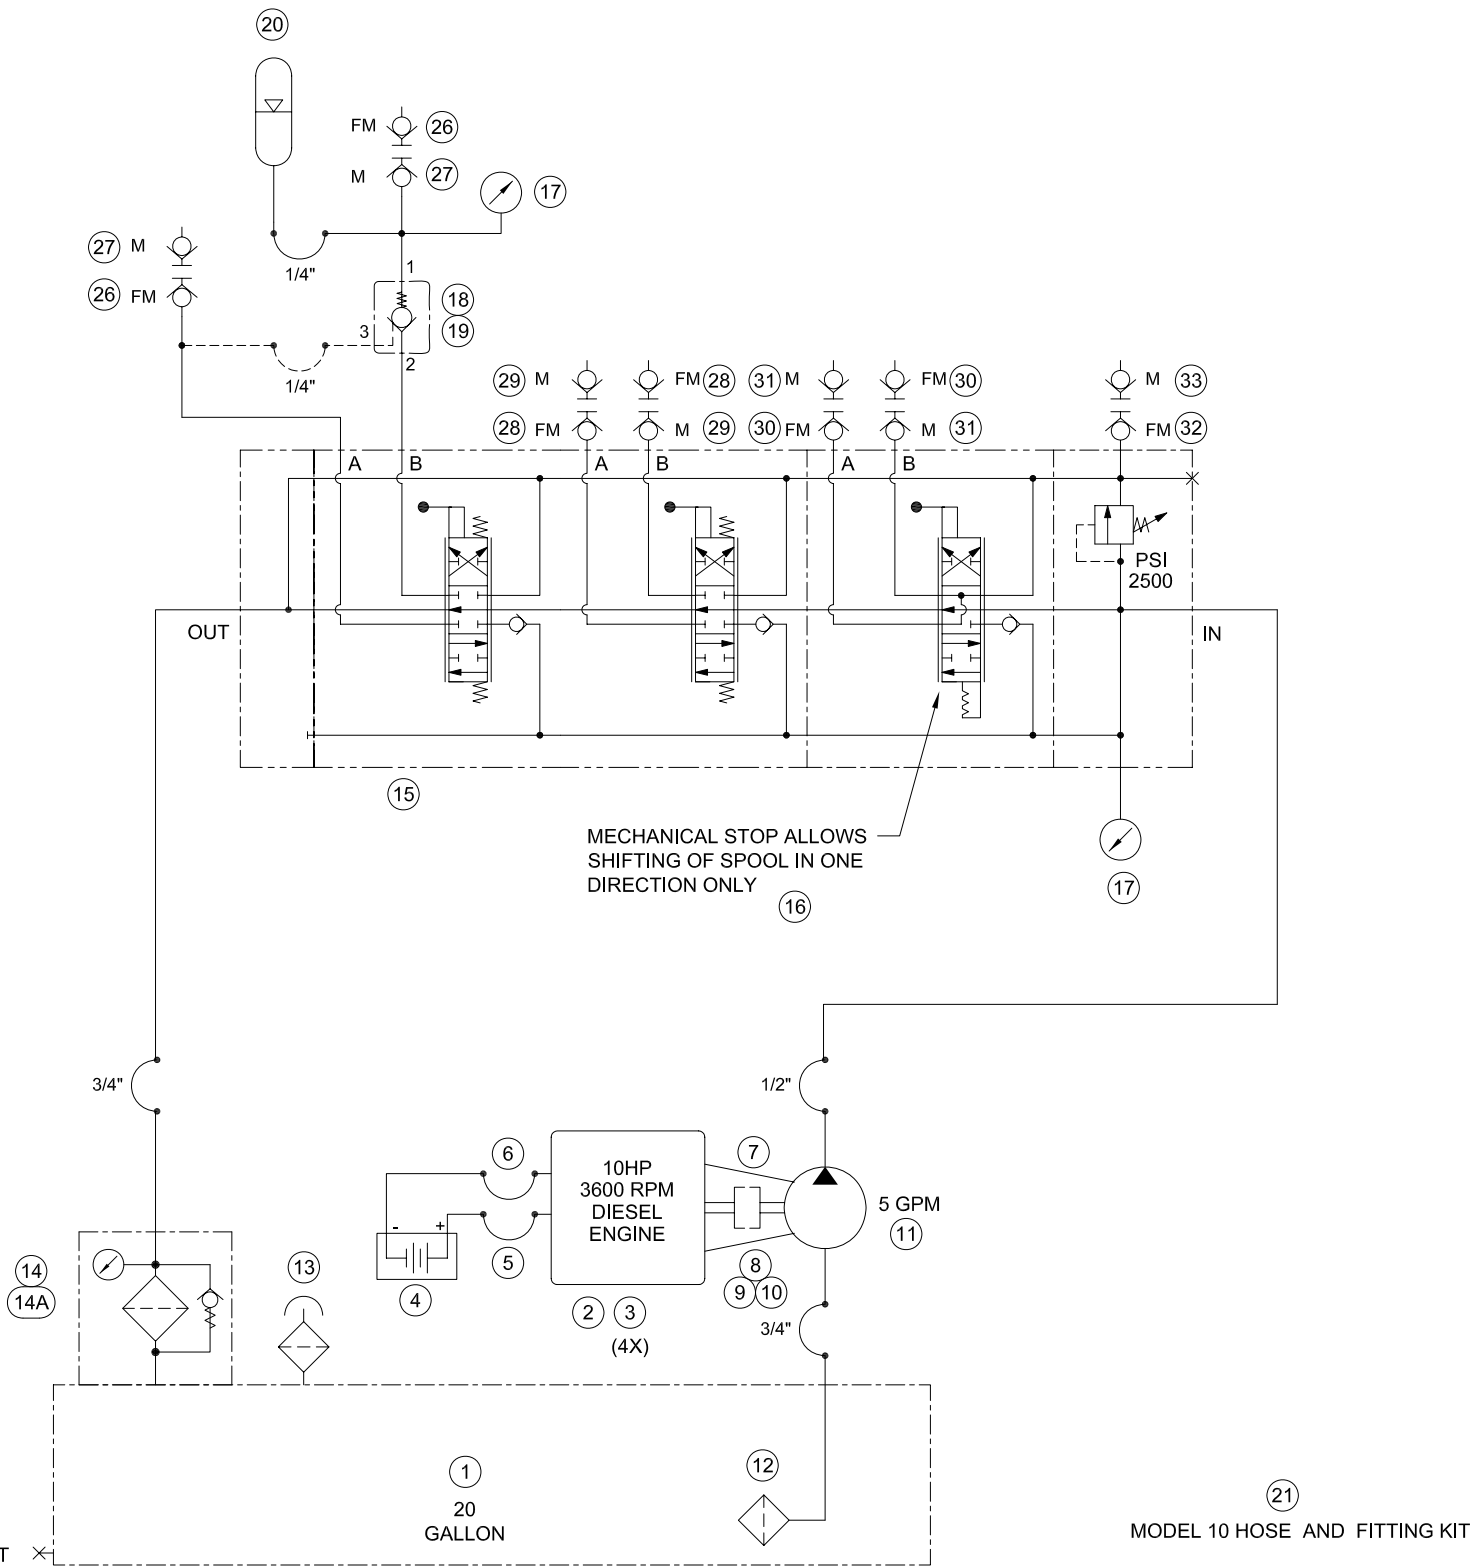 20
FM 26
M 27
17
27 M
26 FM
1/4"
1
18
3
19
2
1/4"
29 M
FM 28
31 M
FM 30
M 33
28 FM
M 29
30 FM
M 31
FM 32
A B
A B
A B
PSI
2500
OUT
IN
15
MECHANICAL STOP ALLOWS
SHIFTING OF SPOOL IN ONE
DIRECTION ONLY
16
17
3/4"
1/2"
6
10HP
3600 RPM
DIESEL
ENGINE
7
5 GPM
11
- +
5
4
8
9 10
2 3
(4X)
3/4"
14
14A
13
1
20
GALLON
12
21
MODEL 10 HOSE AND FITTING KIT
T